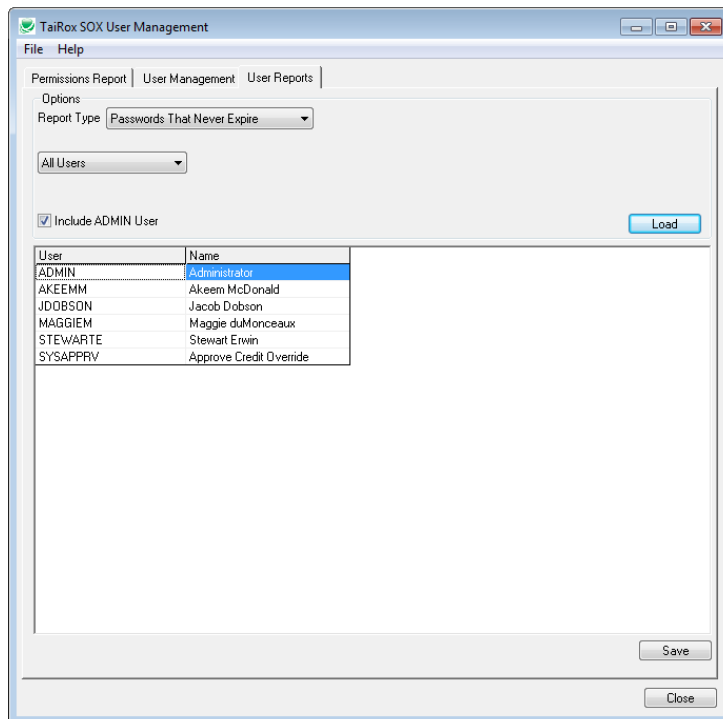 TaiRox SOX User Management
File Help
Permissions Report User Management User Reports
Options
Report Type Passwords That Never Expire
All Users
Include ADMIN User
Load
User Name
ADMIN Administrator
AKEEMM Akeem McDonald
JDOBSON Jacob Dobson
MAGGIEM Maggie duMonceaux
STEWARTE Stewart Erwin
SYSAPPRV Approve Credit Override
Save
Close